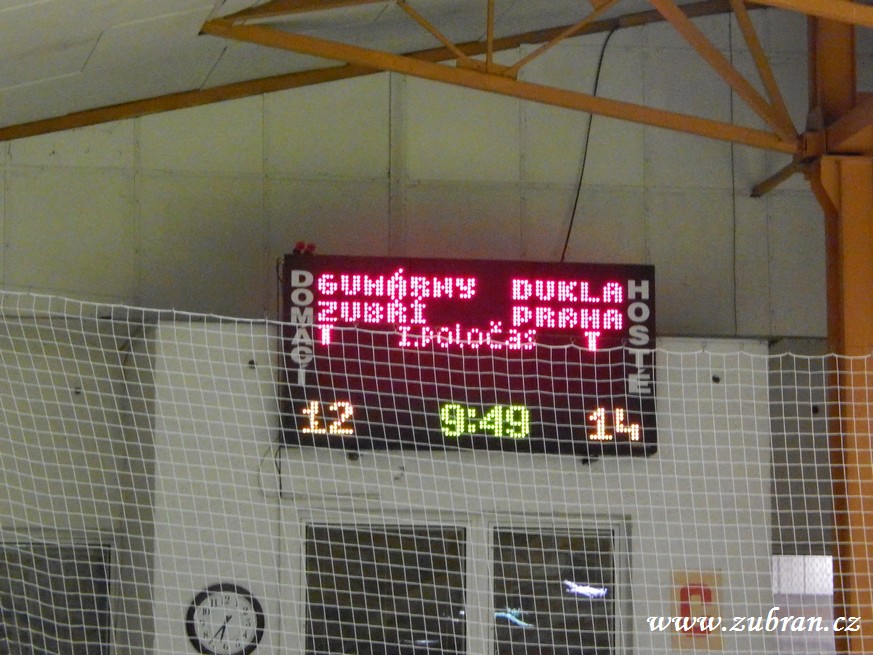 DOMÁCÍ
GUMÁRNY DUKLA
ZUBŘÍ PRAHA
T 1.poločas T
HOSTÉ
12 9:49 14
www.zubran.cz